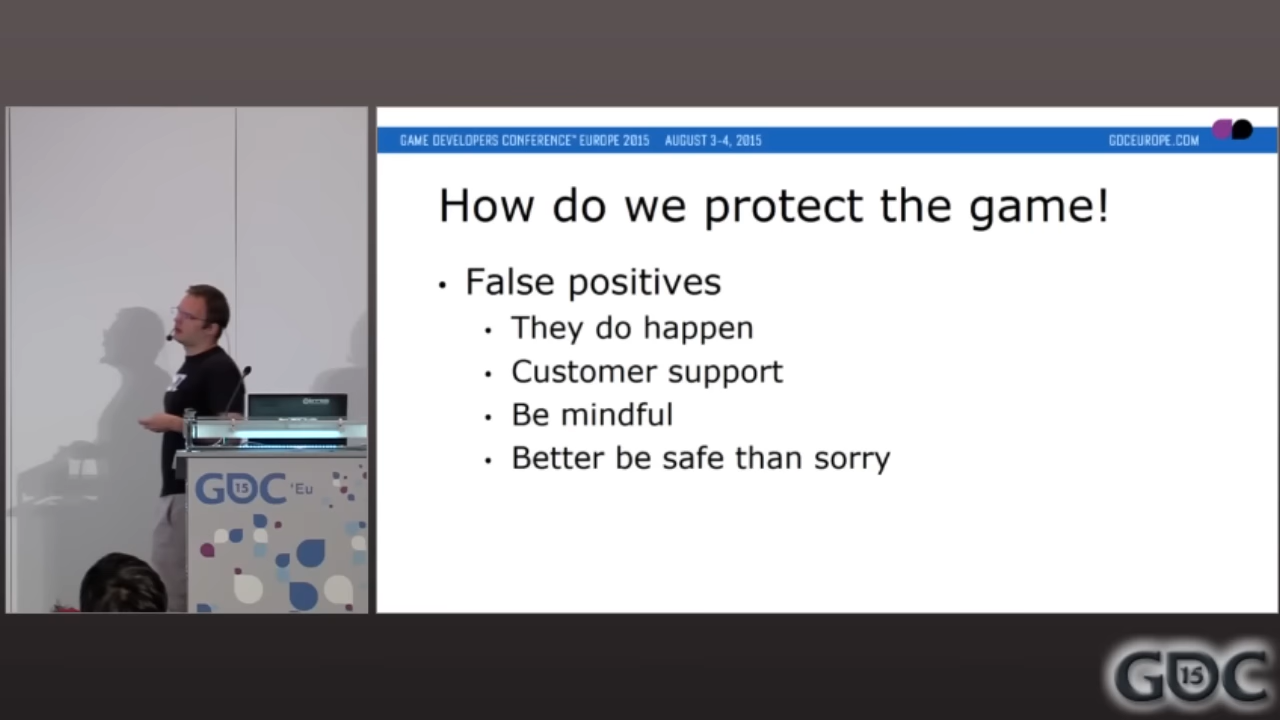 GAME DEVELOPERS CONFERENCE™ EUROPE 2015 AUGUST 3-4, 2015
GDCEUROPE.COM
How do we protect the game!
• False positives
• They do happen
• Customer support
• Be mindful
• Better be safe than sorry
GDC 15 'Eu
GDC 15